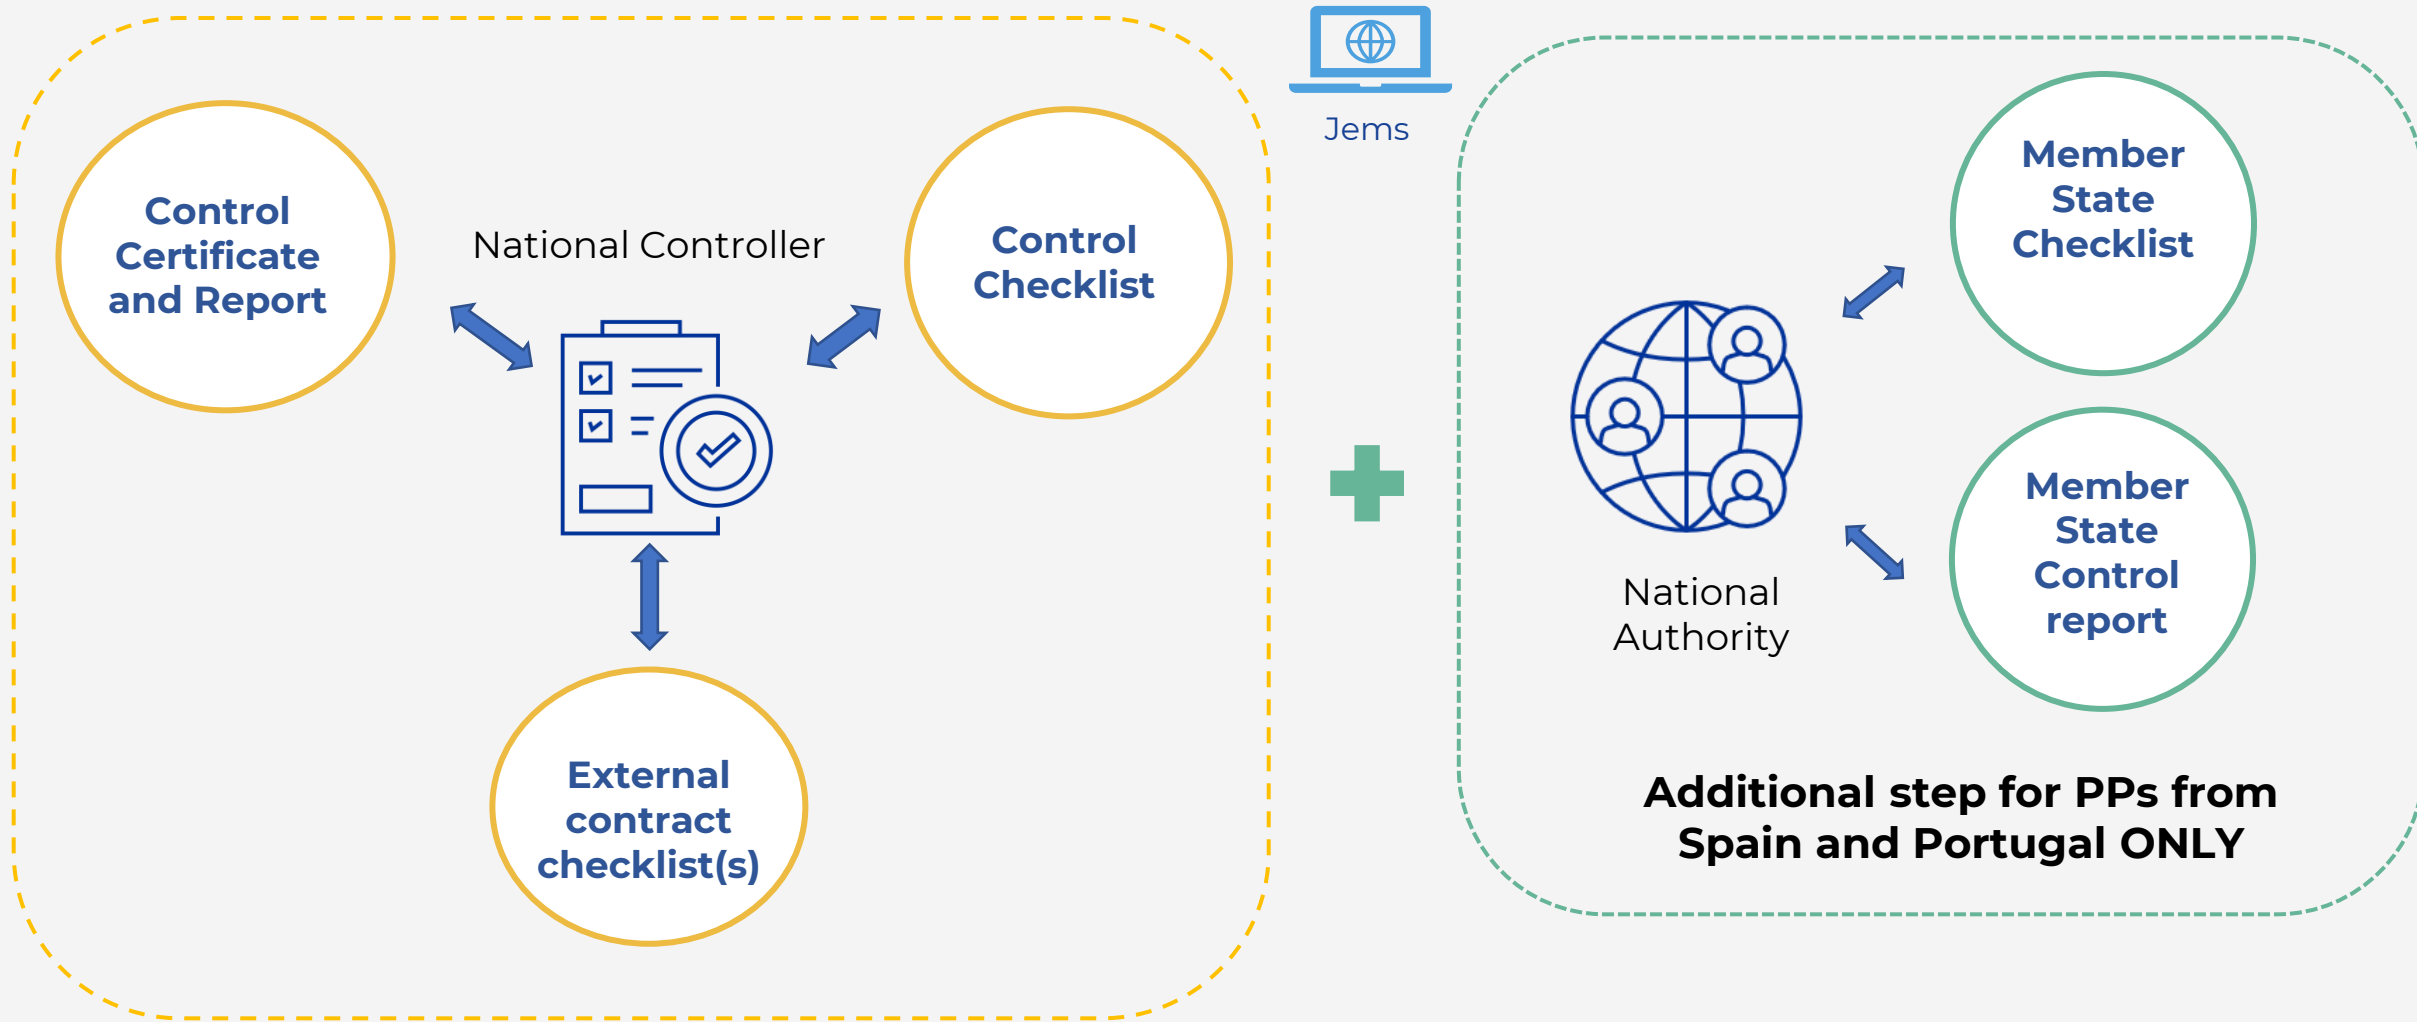 Control
Certificate
and Report
National Controller
Control
Checklist
External
contract
checklist(s)
Jems
Member
State
Checklist
National
Authority
Member
State
Control
report
Additional step for PPs from
Spain and Portugal ONLY